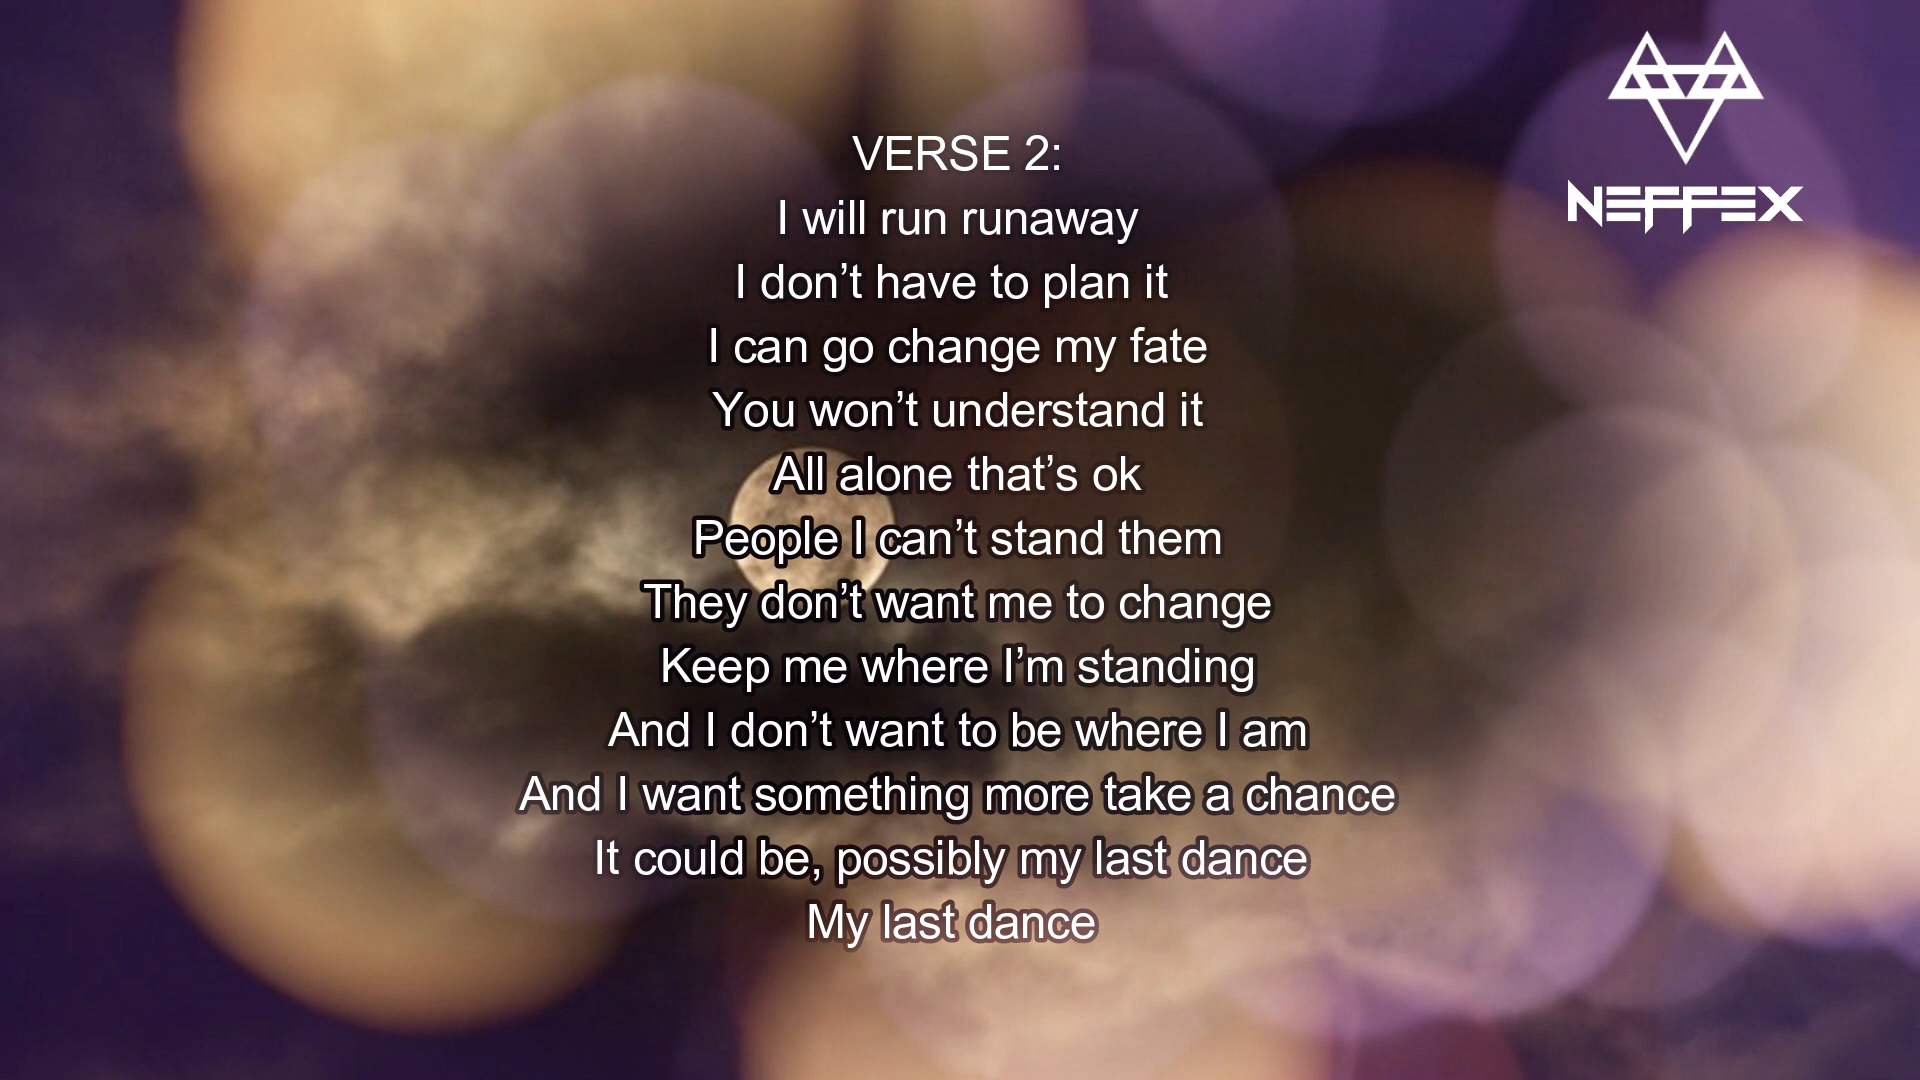 NEFFEX
VERSE 2:
I will run runaway
I don’t have to plan it
I can go change my fate
You won’t understand it
All alone that’s ok
People I can’t stand them
They don’t want me to change
Keep me where I’m standing
And I don’t want to be where I am
And I want something more take a chance
It could be, possibly my last dance
My last dance